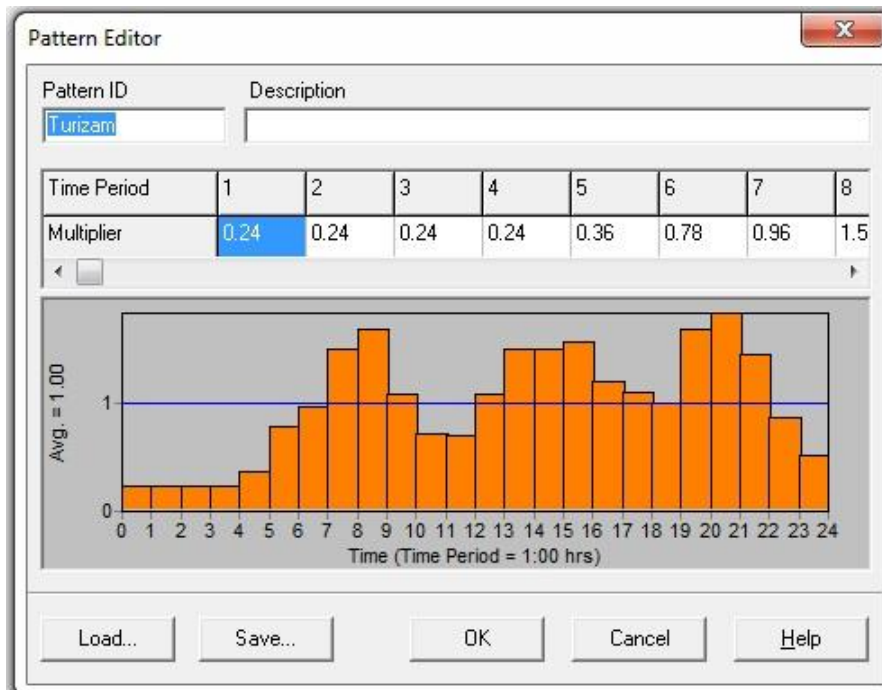 Pattern Editor
Pattern ID Description
Turizam
Time Period 1 2 3 4 5 6 7 8
Multiplier 0.24 0.24 0.24 0.24 0.36 0.78 0.96 1.5
Avg. = 1.00
1
0
0 1 2 3 4 5 6 7 8 9 10 11 12 13 14 15 16 17 18 19 20 21 22 23 24
Time (Time Period = 1:00 hrs)
Load... Save... OK Cancel Help